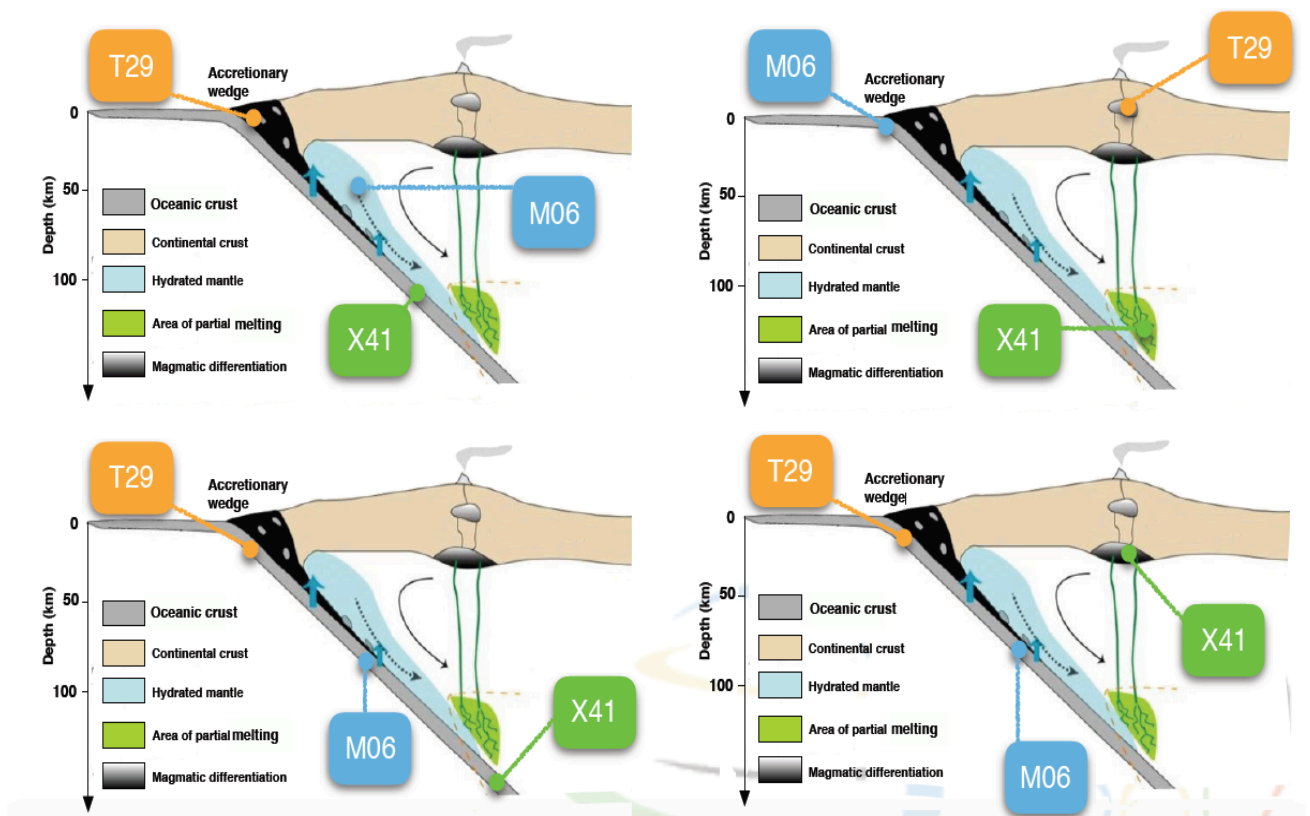 T29
Accretionary
wedge
0
50
100
Depth (km)
M06
X41
Oceanic crust
Continental crust
Hydrated mantle
Area of partial melting
Magmatic differentiation
M06
Accretionary
wedge
T29
0
50
100
Depth (km)
X41
Oceanic crust
Continental crust
Hydrated mantle
Area of partial melting
Magmatic differentiation
T29
Accretionary
wedge
0
50
100
Depth (km)
Oceanic crust
Continental crust
Hydrated mantle
Area of partial melting
Magmatic differentiation
M06
X41
T29
Accretionary
wedge
0
50
100
Depth (km)
Oceanic crust
Continental crust
Hydrated mantle
Area of partial melting
Magmatic differentiation
X41
M06